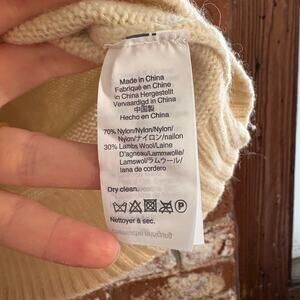 Made in China
Fabriqué en Chine
in China Hergestellt
Vervaardigd in China
中国製
Hecho en China
70% Nylon/Nylon/Nylon/
Nylon/ナイロン/nailon
30% Lambs Wool/Laine
D'agneau/Lammwolle/
Lamswol/ラムウール/
lana de cordero
Dry clean.
P
Nettoyer à sec.